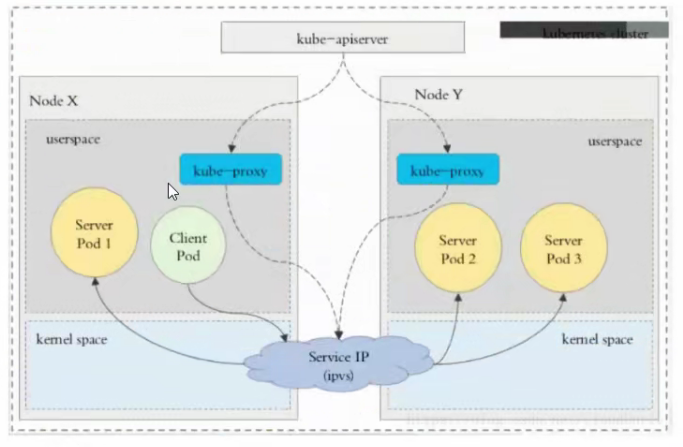 kube-apiserver
kubernetes cluster
Node X
Node Y
userspace
userspace
kube-proxy
kube-proxy
Server
Pod 1
Client
Pod
Server
Pod 2
Server
Pod 3
kernel space
kernel space
Service IP
(ipvs)